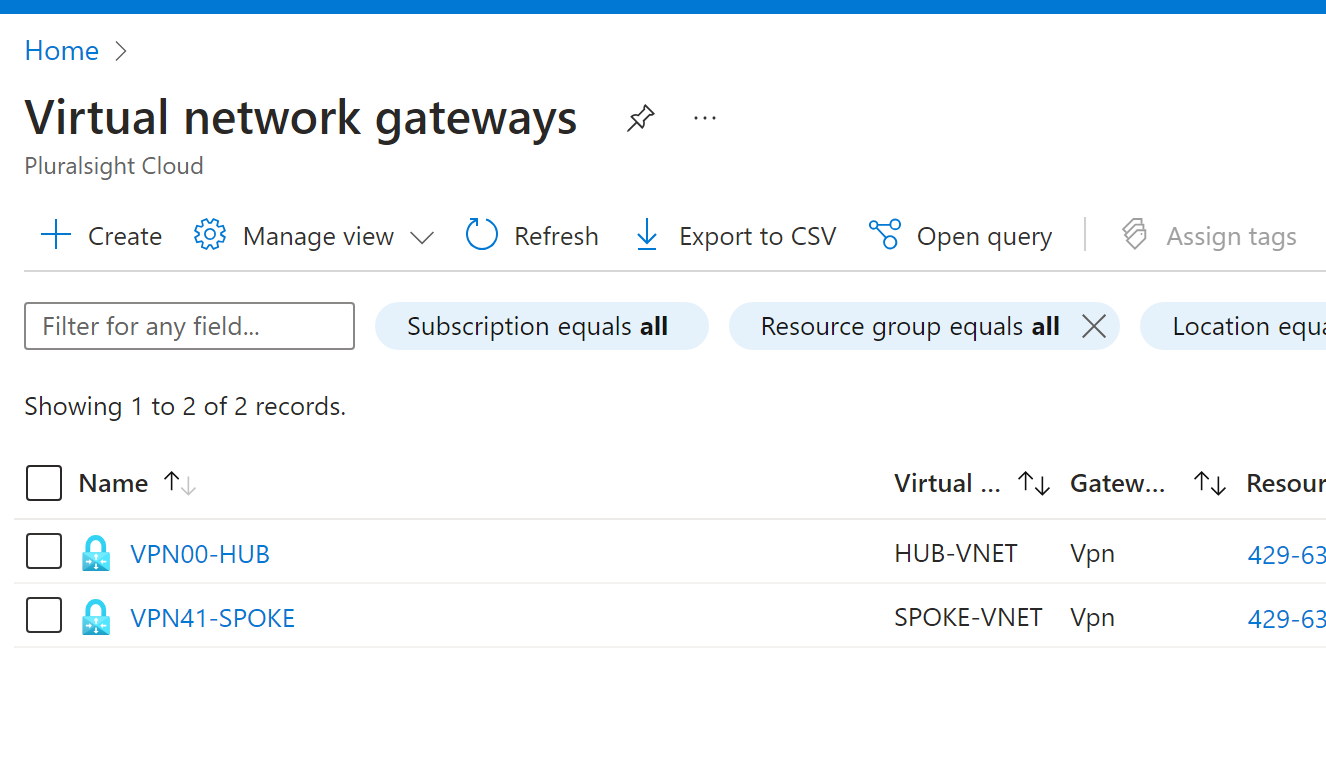 Home
Virtual network gateways ...
Pluralsight Cloud
Create Manage view Refresh Export to CSV Open query Assign tags
Filter for any field... Subscription equals all Resource group equals all Location equa
Showing 1 to 2 of 2 records.
Name Virtual ... Gatew... Resour
VPN00-HUB HUB-VNET Vpn 429-63
VPN41-SPOKE SPOKE-VNET Vpn 429-63